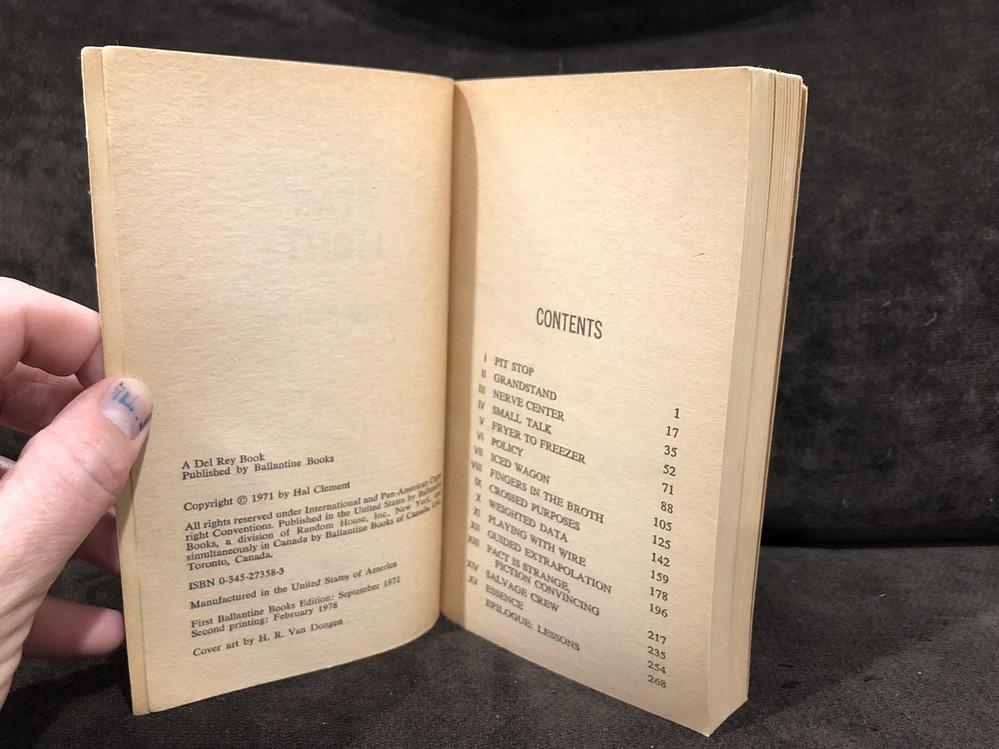 A Del Rey Book
Published by Ballantine Books
Copyright © 1971 by Hal Clement
All rights reserved under International and Pan-American
right Conventions. Published in the United States by
Books, a division of Random House, Inc., New York, and
simultaneously in Canada by Ballantine Books of Canada,
Toronto, Canada.
ISBN 0-345-27358-3
Manufactured in the United States of America
First Ballantine Books Edition: September 1971
Second printing: February 1978
Cover art by H. R. Van Dongen
CONTENTS
I PIT STOP 1
II GRANDSTAND 17
III NERVE CENTER 35
IV SMALL TALK 52
V FRYER TO FREEZER 71
VI POLICY 88
VII ICED WAGON 105
VIII FINGERS IN THE BROTH 125
IX CROSSED PURPOSES 142
X WEIGHTED DATA 159
XI PLAYING WITH WIRE 178
XII GUIDED EXTRAPOLATION 196
XIII FACT IS STRANGE,
FICTION CONVINCING 217
XIV SALVAGE CREW 235
XV ESSENCE 254
EPILOGUE: LESSONS 268